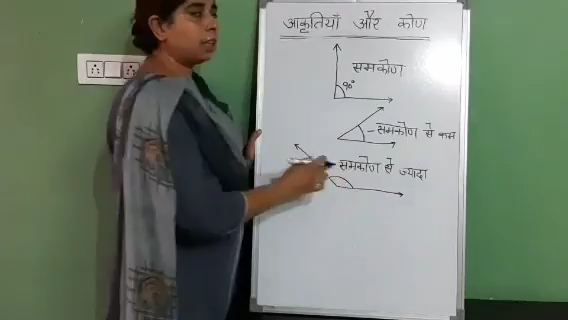 आकृतियाँ और कोण
समकोण
90°
समकोण से कम
समकोण से ज्यादा